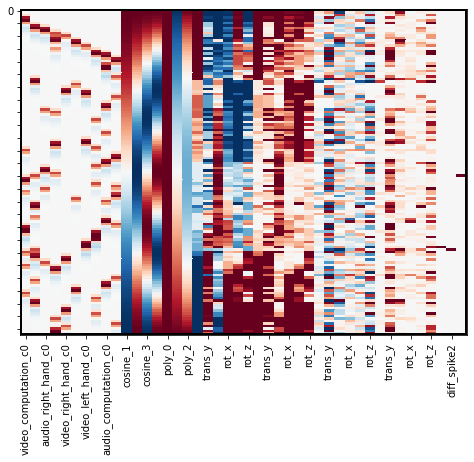 0
video_computation_c0
audio_right_hand_c0
video_right_hand_c0
video_left_hand_c0
audio_computation_c0
cosine_1
cosine_3
poly_0
poly_2
trans_y
rot_x
rot_z
trans_y
rot_x
rot_z
trans_y
rot_x
rot_z
trans_y
rot_x
rot_z
diff_spike2